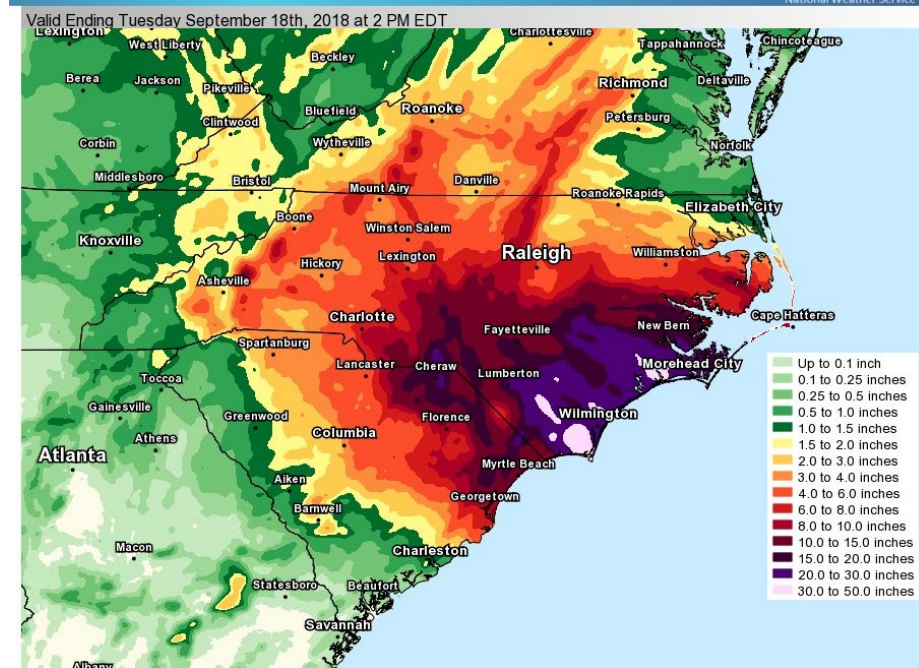 National Weather Service
Valid Ending Tuesday September 18th, 2018 at 2 PM EDT
Lexington
West Liberty
Charlottesville
Tappahannock
Chincoteague
Beckley
Berea
Jackson
Pikeville
Richmond
Deltaville
Bluefield
Roanoke
Clintwood
Petersburg
Corbin
Wytheville
Norfolk
Middlesboro
Bristol
Mount Airy
Danville
Roanoke Rapids
Elizabeth City
Boone
Winston Salem
Knoxville
Hickory
Lexington
Raleigh
Williamston
Asheville
Charlotte
Fayetteville
New Bern
Cape Hatteras
Spartanburg
Lancaster
Cheraw
Lumberton
Morehead City
Toccoa
Gainesville
Greenwood
Florence
Wilmington
Athens
Columbia
Atlanta
Myrtle Beach
Aiken
Georgetown
Barnwell
Macon
Charleston
Statesboro
Beaufort
Savannah
Albany
Up to 0.1 inch
0.1 to 0.25 inches
0.25 to 0.5 inches
0.5 to 1.0 inches
1.0 to 1.5 inches
1.5 to 2.0 inches
2.0 to 3.0 inches
3.0 to 4.0 inches
4.0 to 6.0 inches
6.0 to 8.0 inches
8.0 to 10.0 inches
10.0 to 15.0 inches
15.0 to 20.0 inches
20.0 to 30.0 inches
30.0 to 50.0 inches